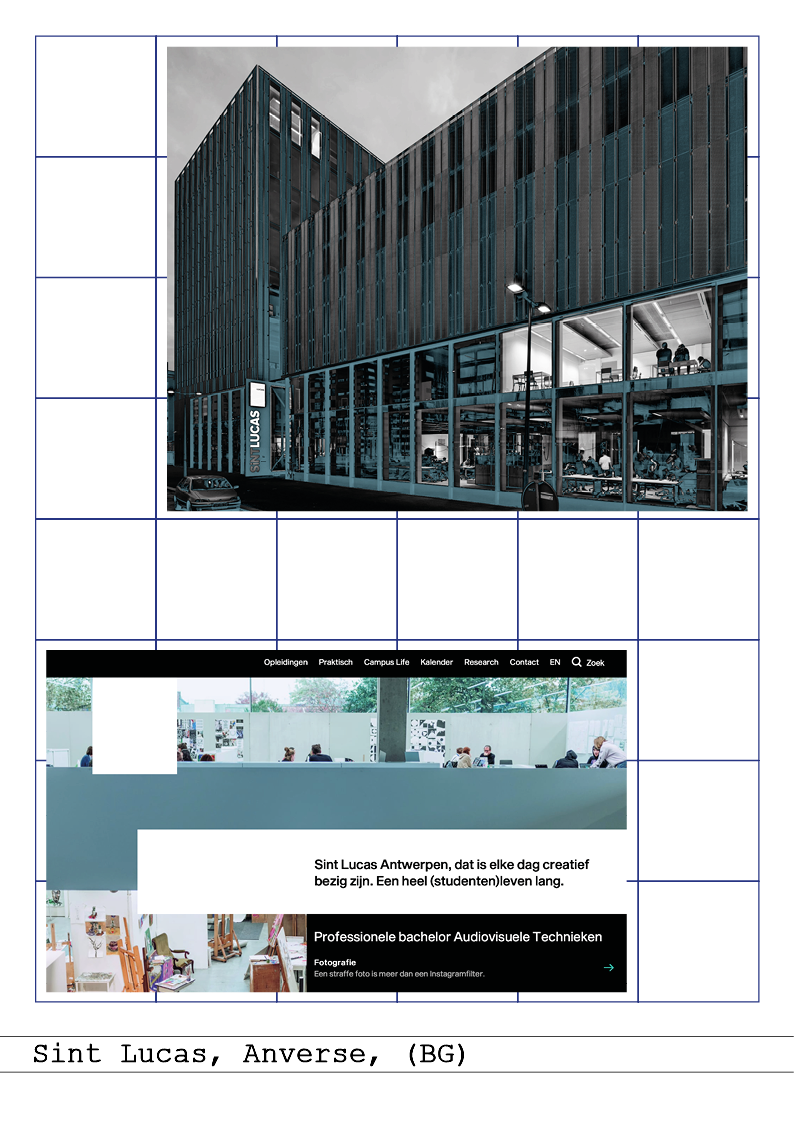 SINT LUCAS
Opleidingen Praktisch Campus Life Kalender Research Contact EN Zoek
Sint Lucas Antwerpen, dat is elke dag creatief
bezig zijn. Een heel (studenten)leven lang.
Professionele bachelor Audiovisuele Technieken
Fotografie
Een straffe foto is meer dan een Instagramfilter.
Sint Lucas, Anverse, (BG)